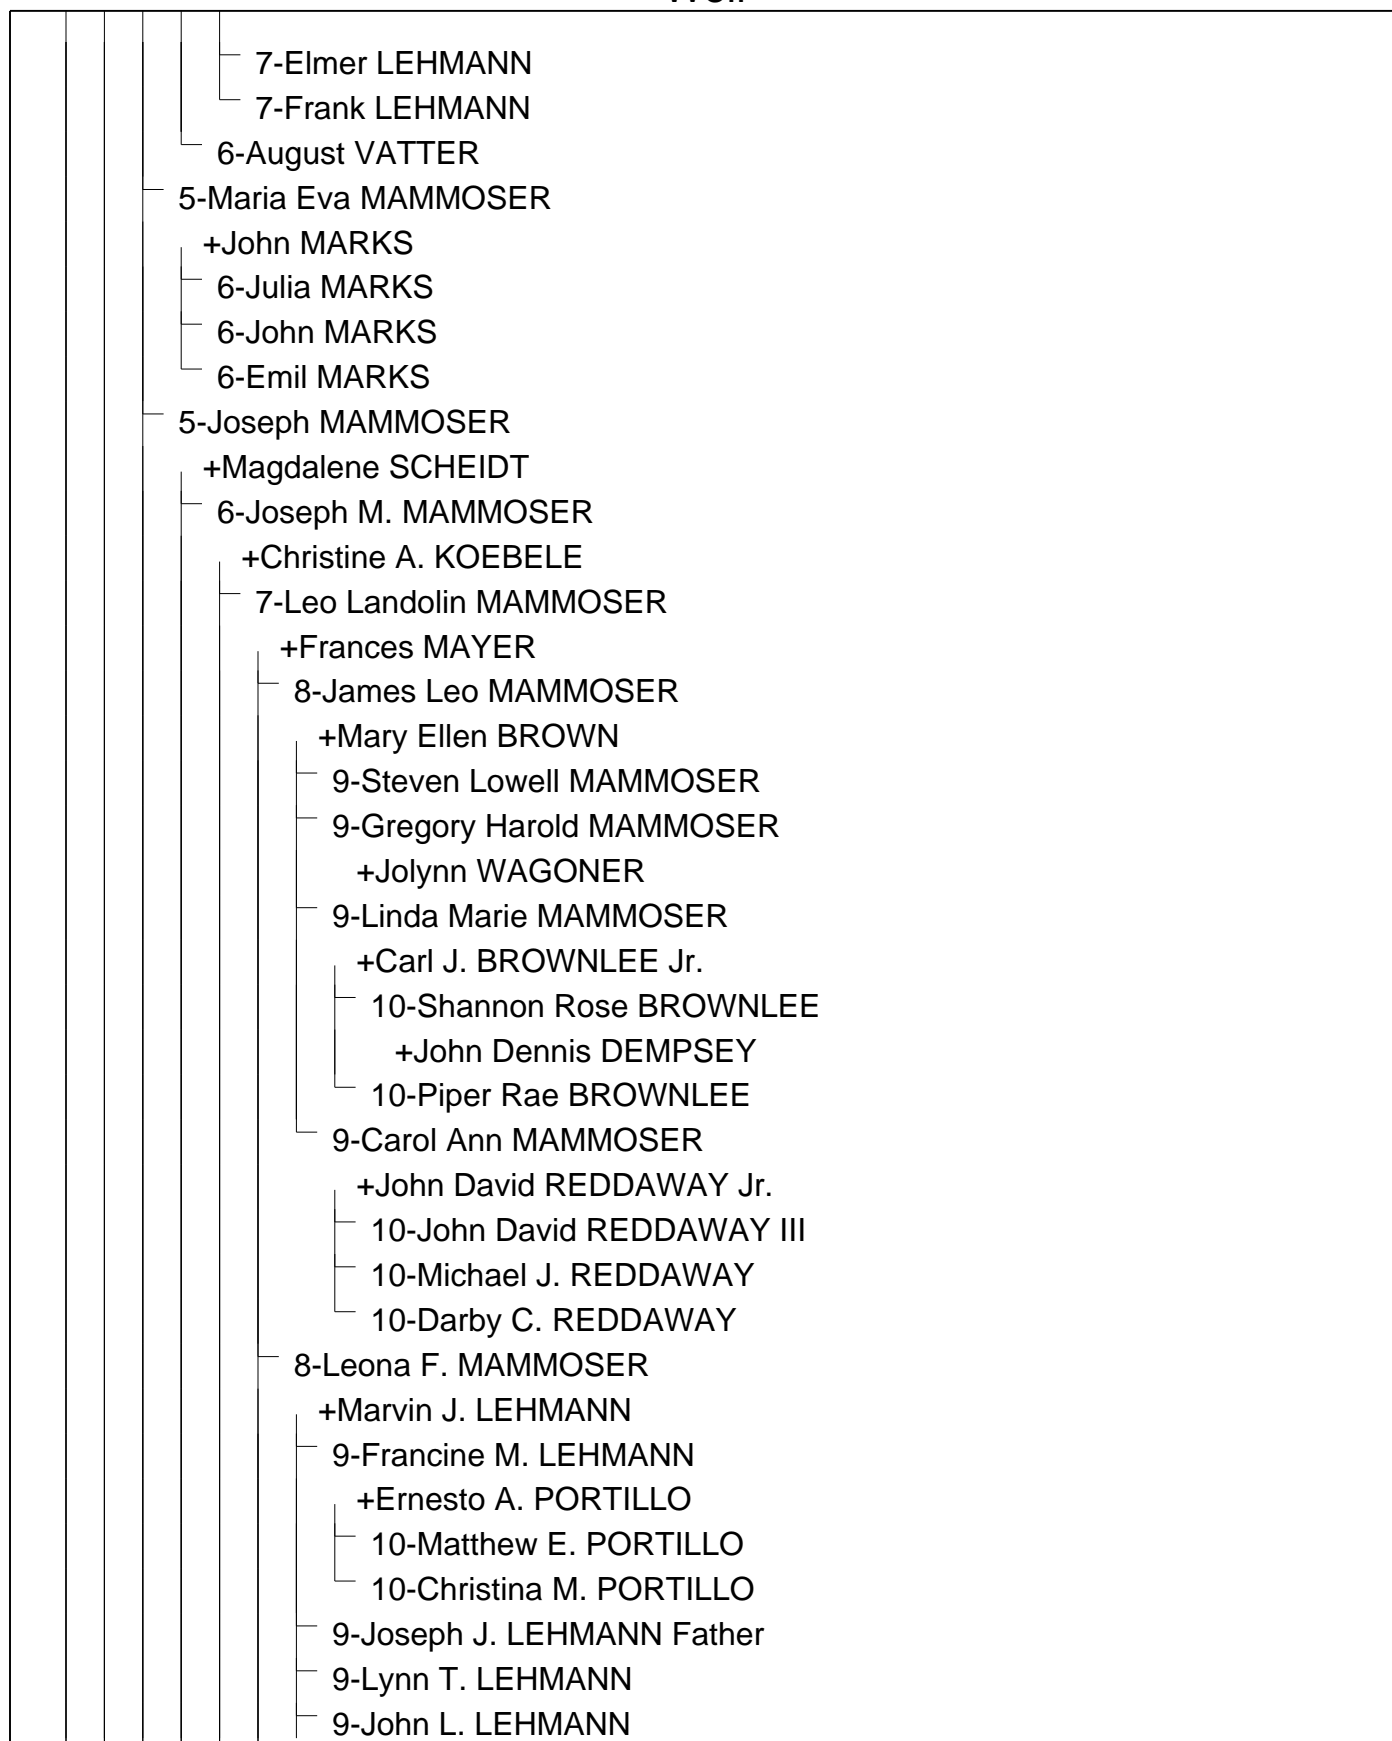 7-Elmer LEHMANN
7-Frank LEHMANN
6-August VATTER
5-Maria Eva MAMMOSER
+John MARKS
6-Julia MARKS
6-John MARKS
6-Emil MARKS
5-Joseph MAMMOSER
+Magdalene SCHEIDT
6-Joseph M. MAMMOSER
+Christine A. KOEBELE
7-Leo Landolin MAMMOSER
+Frances MAYER
8-James Leo MAMMOSER
+Mary Ellen BROWN
9-Steven Lowell MAMMOSER
9-Gregory Harold MAMMOSER
+Jolynn WAGONER
9-Linda Marie MAMMOSER
+Carl J. BROWNLEE Jr.
10-Shannon Rose BROWNLEE
+John Dennis DEMPSEY
10-Piper Rae BROWNLEE
9-Carol Ann MAMMOSER
+John David REDDAWAY Jr.
10-John David REDDAWAY III
10-Michael J. REDDAWAY
10-Darby C. REDDAWAY
8-Leona F. MAMMOSER
+Marvin J. LEHMANN
9-Francine M. LEHMANN
+Ernesto A. PORTILLO
10-Matthew E. PORTILLO
10-Christina M. PORTILLO
9-Joseph J. LEHMANN Father
9-Lynn T. LEHMANN
9-John L. LEHMANN